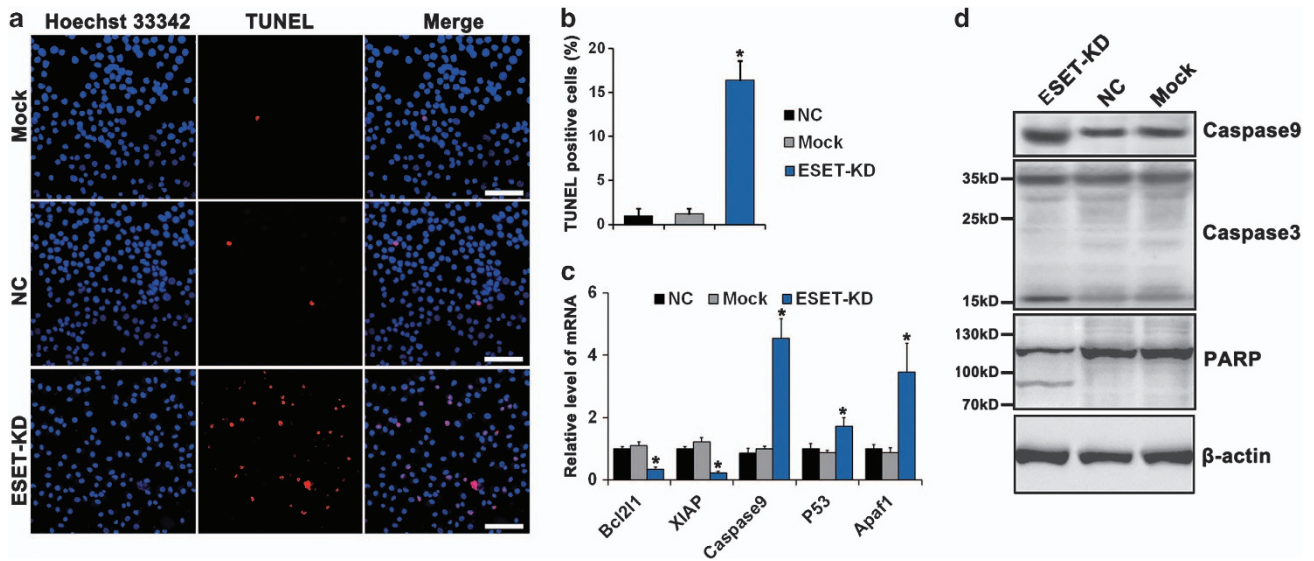 a
Hoechst 33342 TUNEL Merge
Mock
NC
ESET-KD
b
TUNEL positive cells (%)
20
15
10
5
0
*
NC
Mock
ESET-KD
c
Relative level of mRNA
6
4
2
0
NC Mock ESET-KD
* * * * *
Bcl2l1 XIAP Caspase9 P53 Apaf1
d
ESET-KD NC Mock
Caspase9
35kD
25kD
Caspase3
15kD
130kD
PARP
100kD
70kD
β-actin